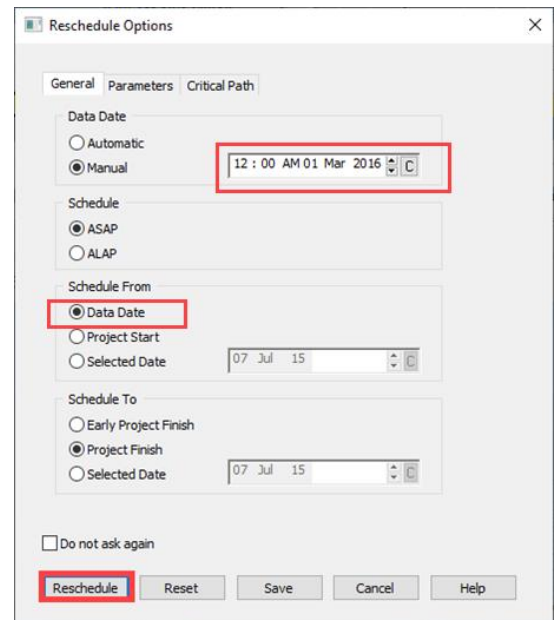 Reschedule Options
General Parameters Critical Path
Data Date
Automatic
Manual 12 : 00 AM 01 Mar 2016 C
Schedule
ASAP
ALAP
Schedule From
Data Date
Project Start
Selected Date 07 Jul 15 C
Schedule To
Early Project Finish
Project Finish
Selected Date 07 Jul 15 C
Do not ask again
Reschedule Reset Save Cancel Help